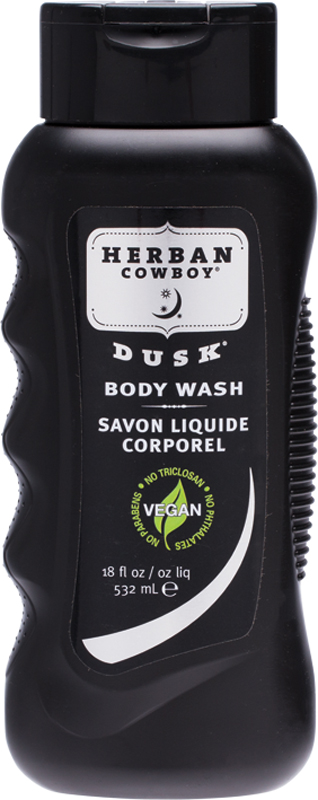 HERBAN
COWBOY®
DUSK®
BODY WASH
SAVON LIQUIDE
CORPOREL
NO PARABENS • NO TRICLOSAN • NO PHTHALATES
VEGAN
18 fl oz / oz liq
532 mL ℮